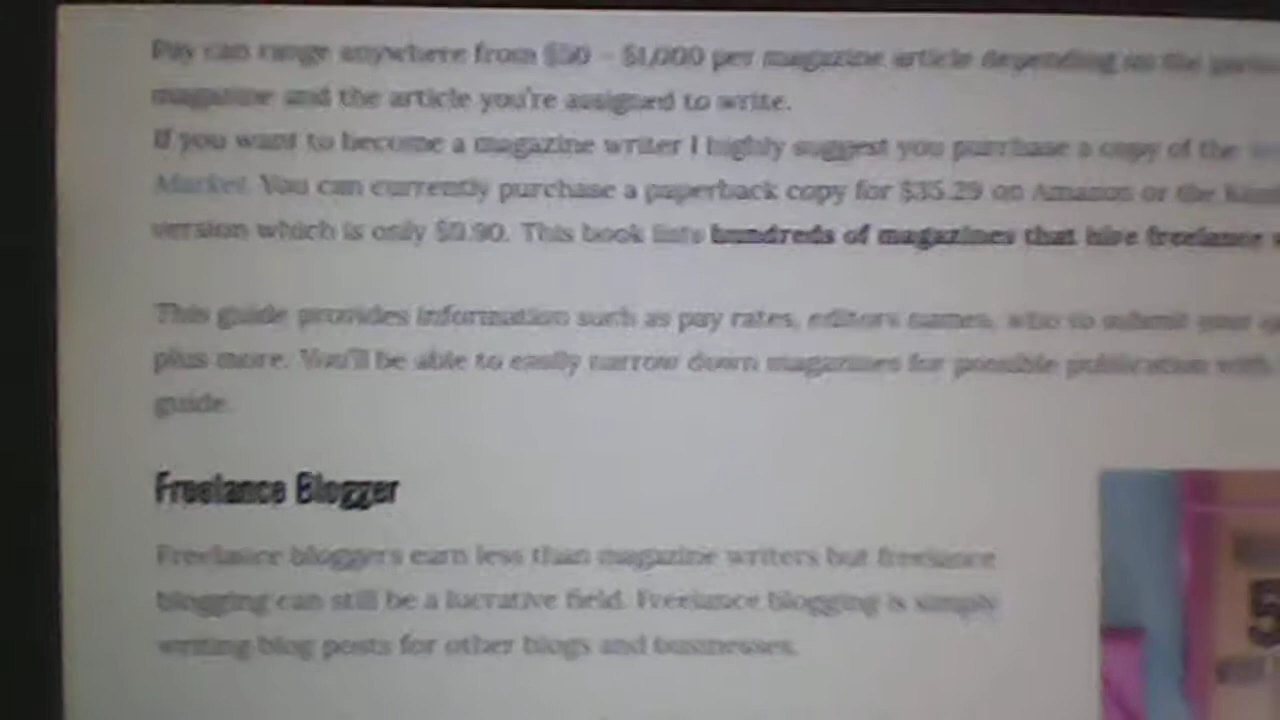 Pay can range anywhere from $50 - $1,000 per magazine article depending on the
magazine and the article you're assigned to write.
If you want to become a magazine writer I highly suggest you purchase a copy of the
Market. You can currently purchase a paperback copy for $35.29 on Amazon or the
version which is only $9.90. This book lists hundreds of magazines that hire freelance
This guide provides information such as pay rates, editors names, who to submit your
plus more. You'll be able to easily narrow down magazines for possible publication with
guide.
Freelance Blogger
Freelance bloggers earn less than magazine writers but freelance
blogging can still be a lucrative field. Freelance blogging is simply
writing blog posts for other blogs and businesses.
5